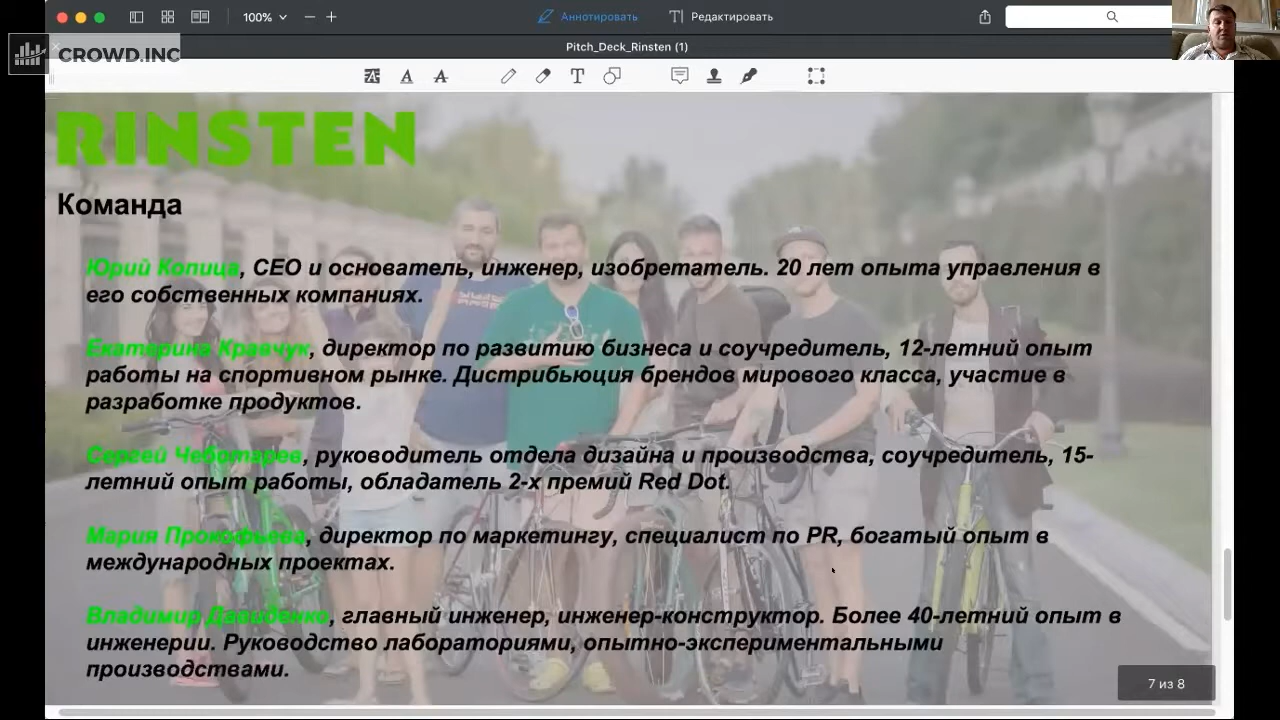 100%
Аннотировать
Редактировать
CROWD.INC
Pitch_Deck_Rinsten (1)
RINSTEN
Команда
Юрий Копица, CEO и основатель, инженер, изобретатель. 20 лет опыта управления в
его собственных компаниях.
Екатерина Кравчук, директор по развитию бизнеса и соучредитель, 12-летний опыт
работы на спортивном рынке. Дистрибьюция брендов мирового класса, участие в
разработке продуктов.
Сергей Чеботарев, руководитель отдела дизайна и производства, соучредитель, 15-
летний опыт работы, обладатель 2-х премий Red Dot.
Мария Прокофьева, директор по маркетингу, специалист по PR, богатый опыт в
международных проектах.
Владимир Давиденко, главный инженер, инженер-конструктор. Более 40-летний опыт в
инженерии. Руководство лабораториями, опытно-экспериментальными
производствами.
7 из 8